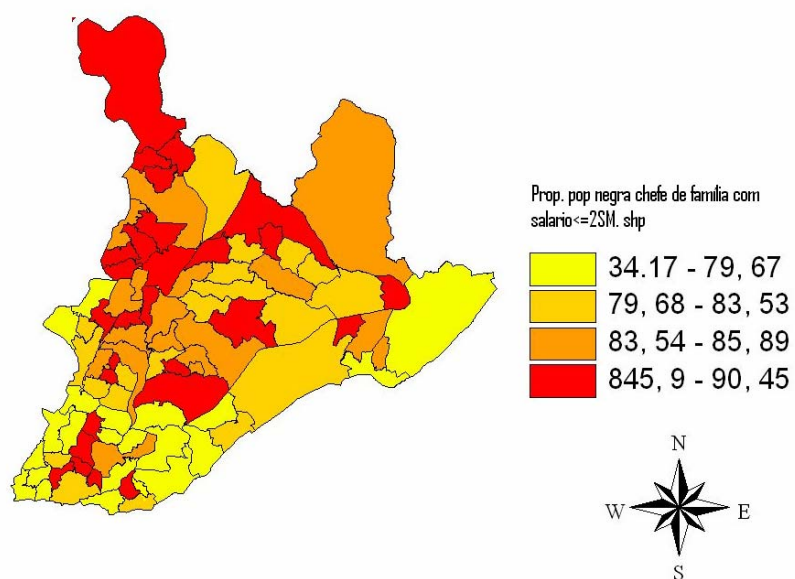 Prop. pop negra chefe de familia com
salario<=2SM. shp
34.17 - 79, 67
79, 68 - 83, 53
83, 54 - 85, 89
845, 9 - 90, 45
N
W
E
S